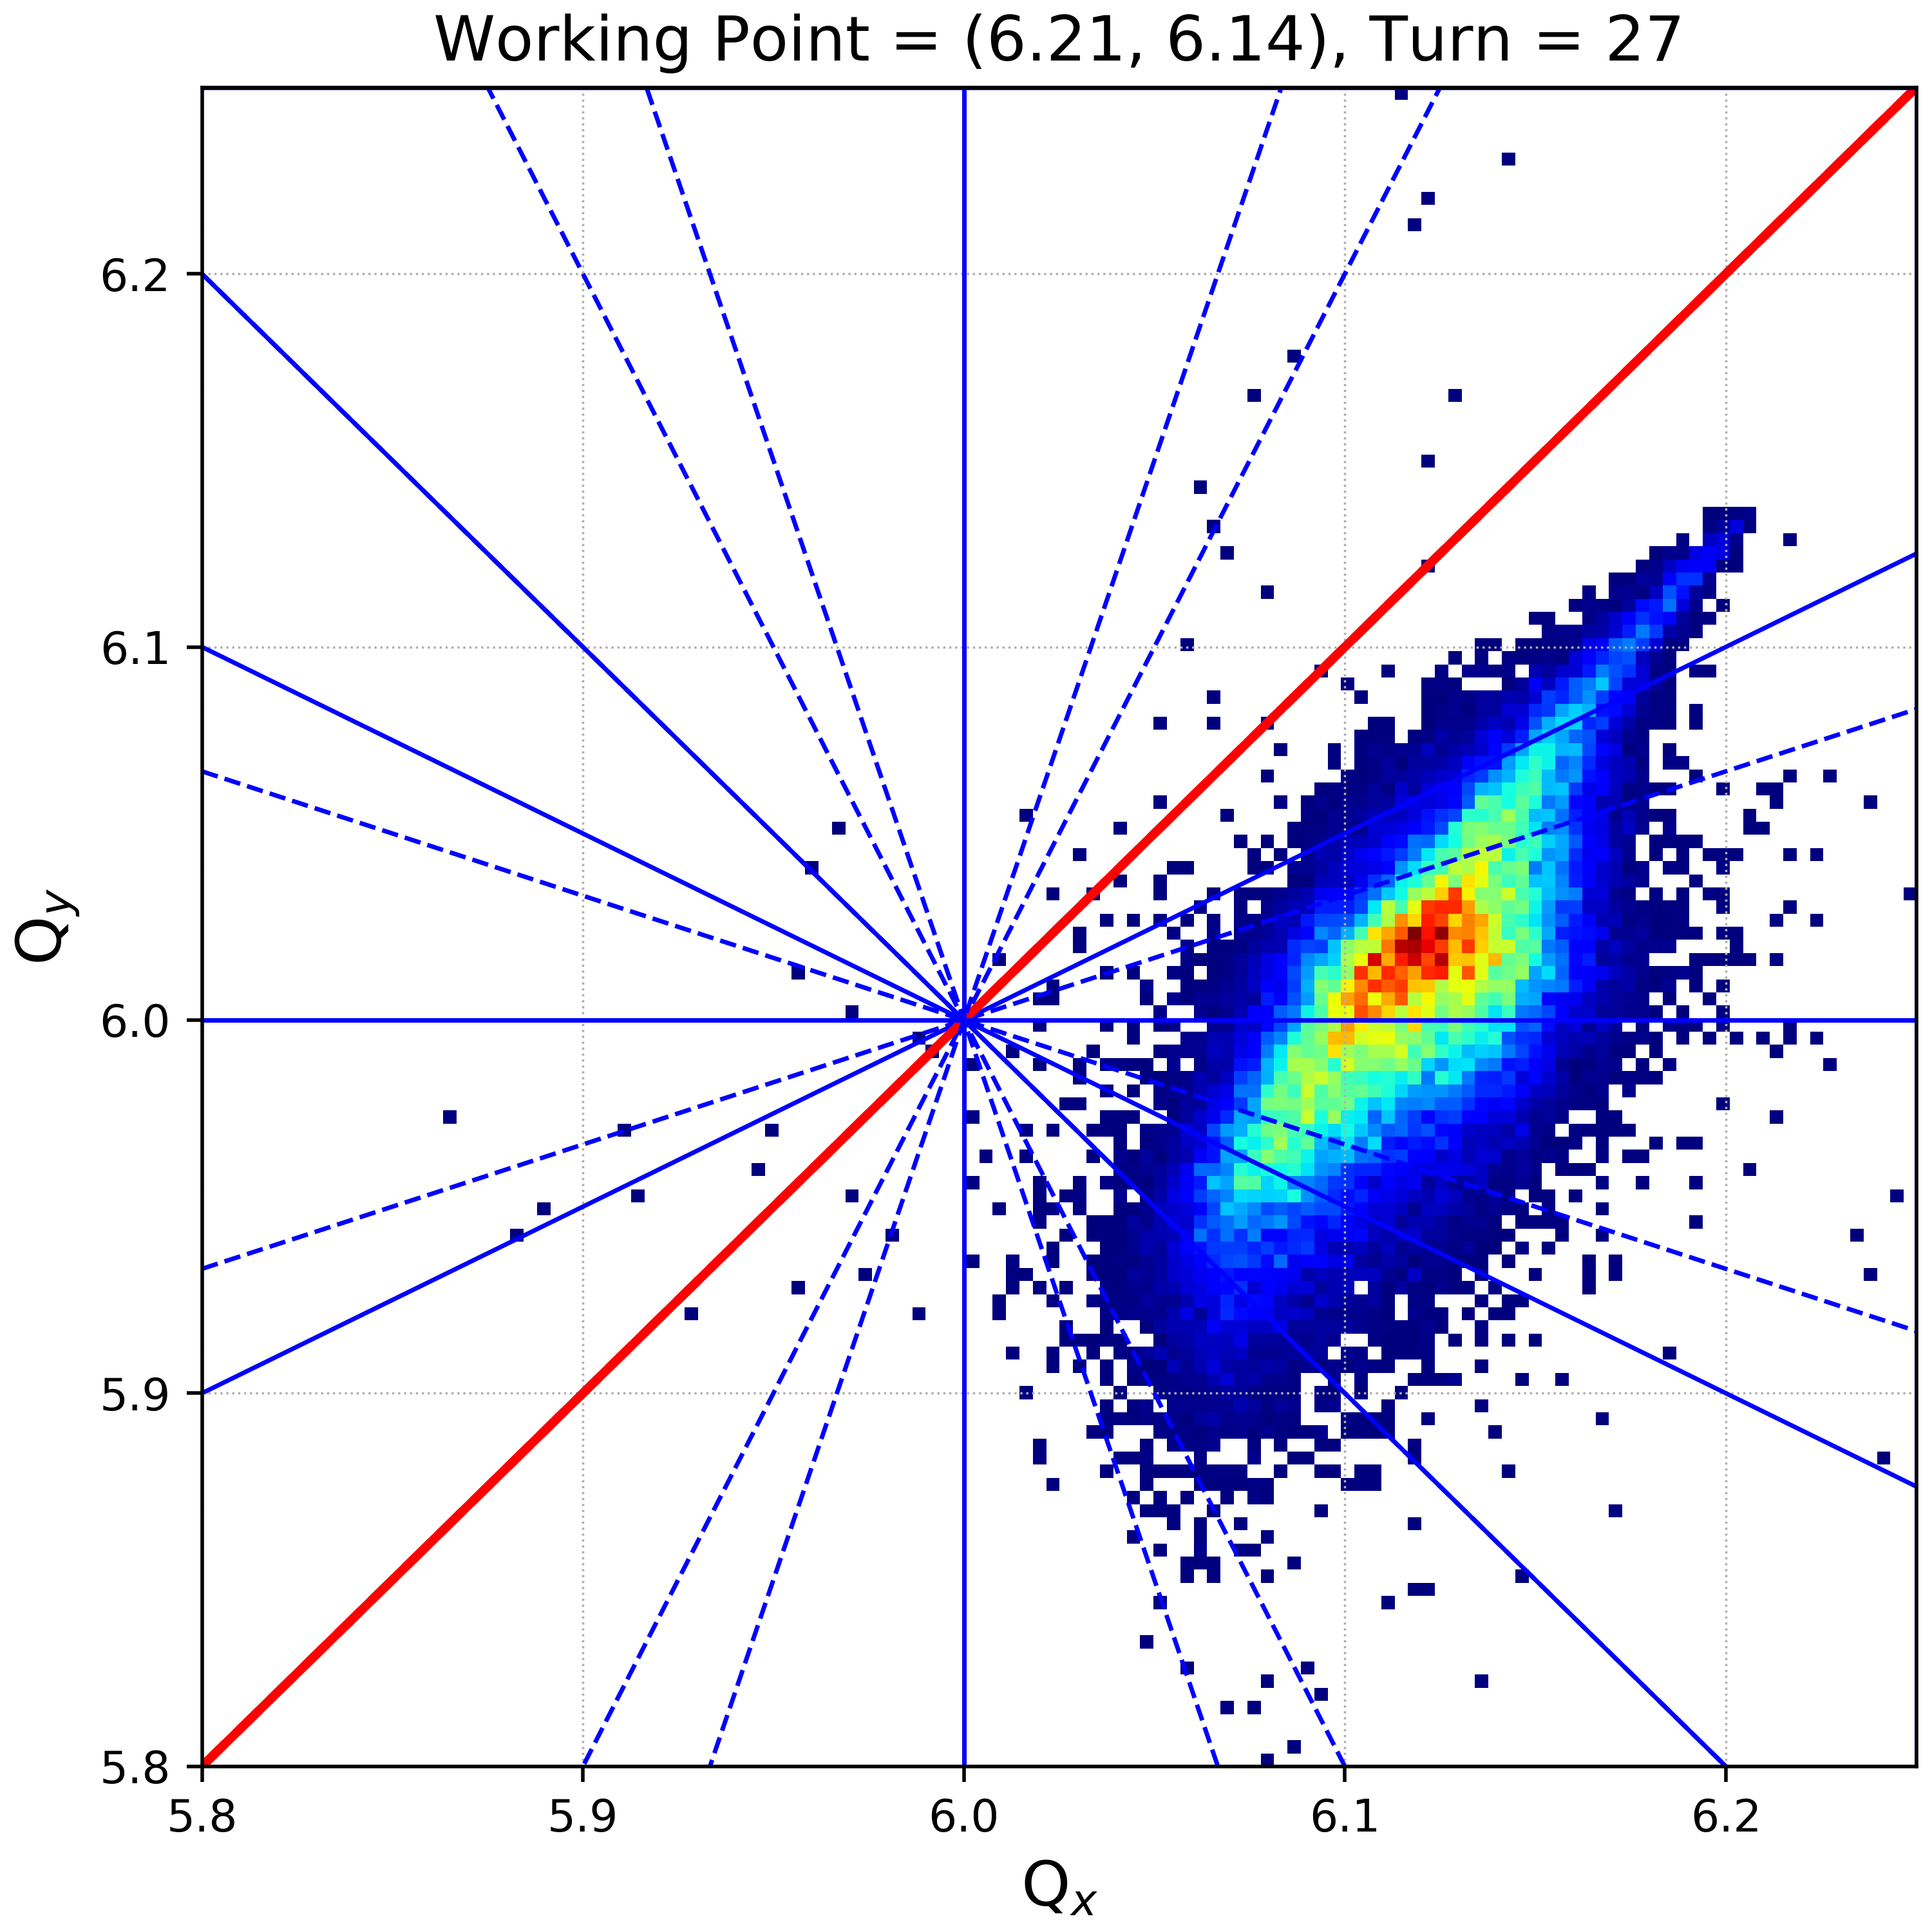 Working Point = (6.21, 6.14), Turn = 27
6.2
6.1
6.0
5.9
5.8
Qy
5.8 5.9 6.0 6.1 6.2
Qx